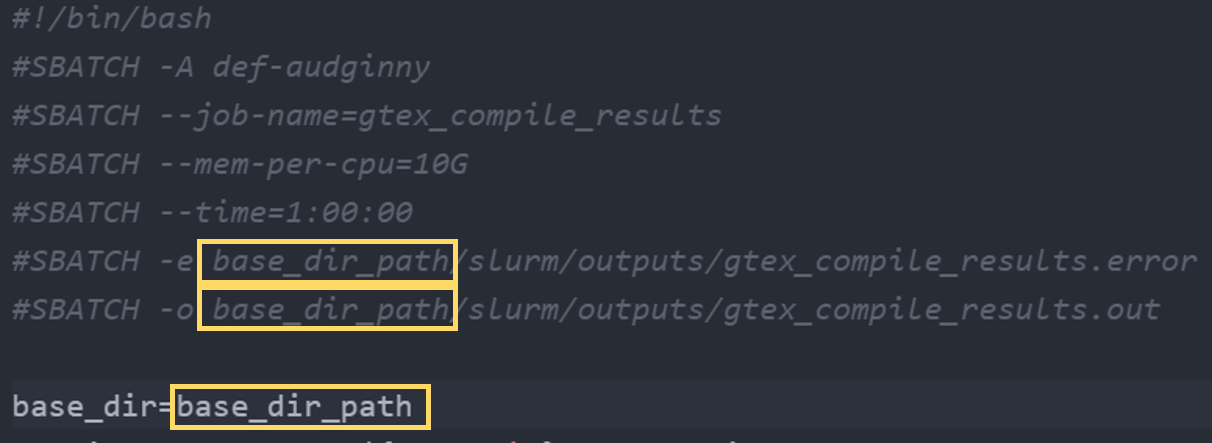 #!/bin/bash
#SBATCH -A def-audginny
#SBATCH --job-name=gtex_compile_results
#SBATCH --mem-per-cpu=10G
#SBATCH --time=1:00:00
#SBATCH -e base_dir_path/slurm/outputs/gtex_compile_results.error
#SBATCH -o base_dir_path/slurm/outputs/gtex_compile_results.out
base_dir=base_dir_path